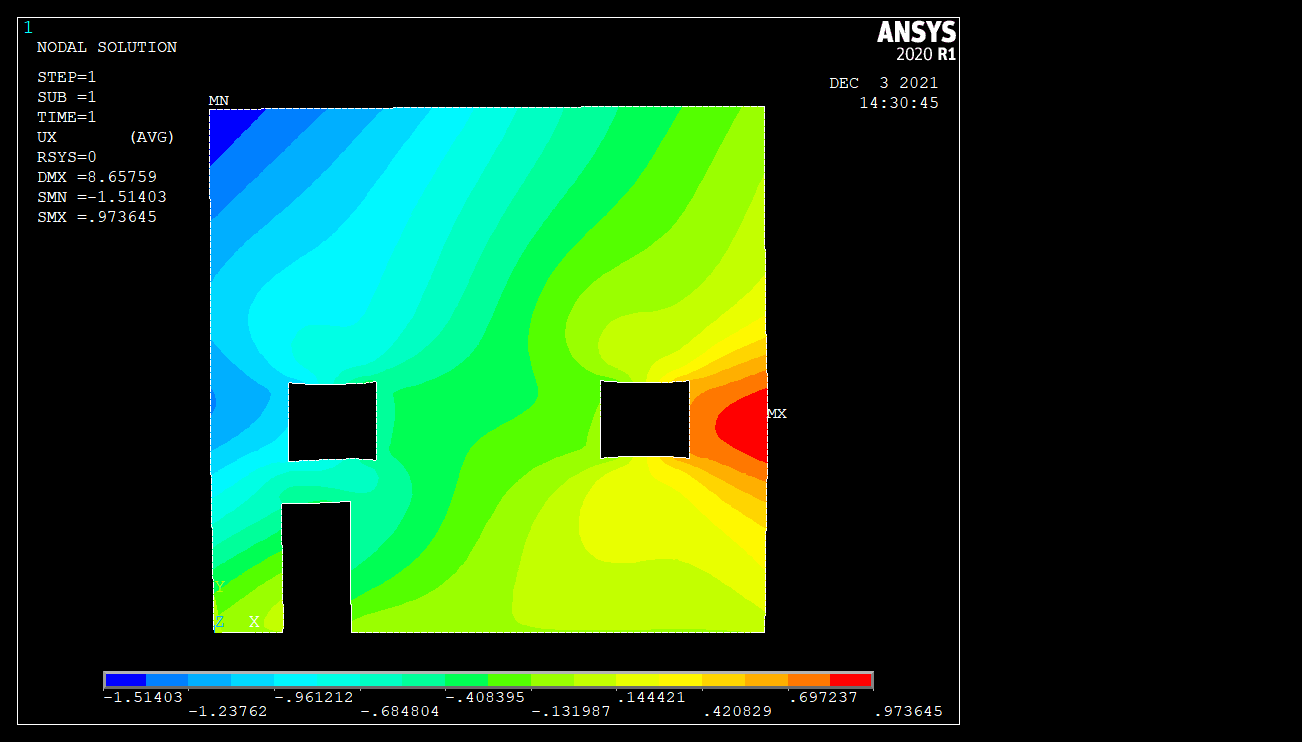 1
ANSYS
2020 R1
NODAL SOLUTION
STEP=1
SUB =1
TIME=1
UX (AVG)
RSYS=0
DMX =8.65759
SMN =-1.51403
SMX =.973645
DEC 3 2021
14:30:45
MN
MX
Y
Z X
-1.51403 -.961212 -.408395 .144421 .697237
-1.23762 -.684804 -.131987 .420829 .973645